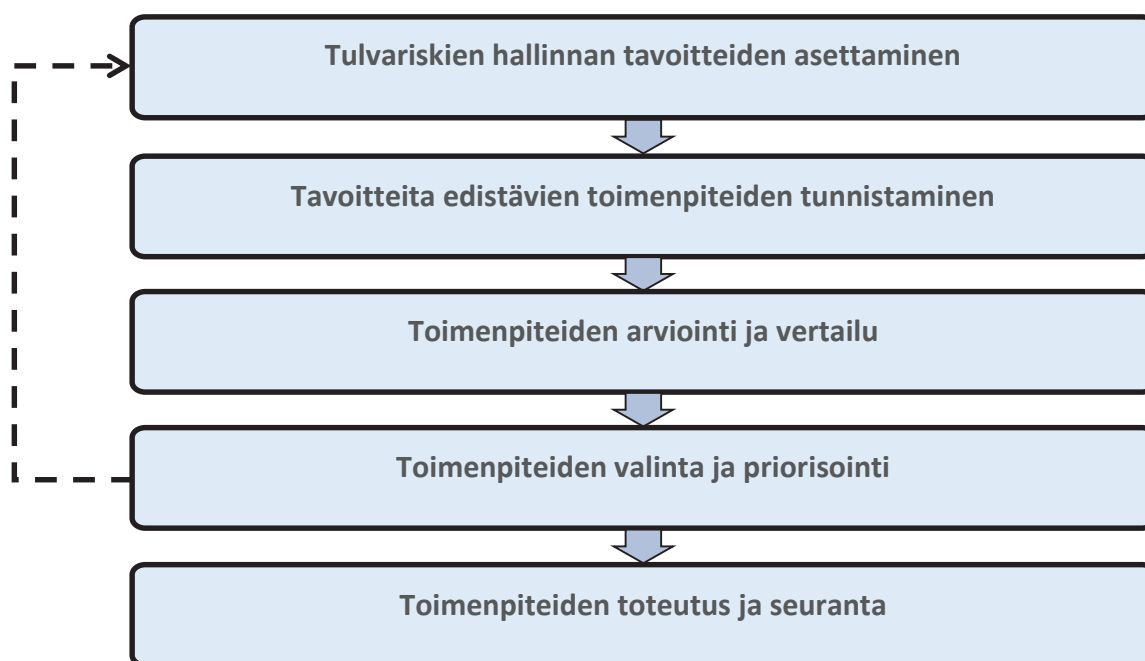 Tulvariskien hallinnan tavoitteiden asettaminen
Tavoitteita edistävien toimenpiteiden tunnistaminen
Toimenpiteiden arviointi ja vertailu
Toimenpiteiden valinta ja priorisointi
Toimenpiteiden toteutus ja seuranta